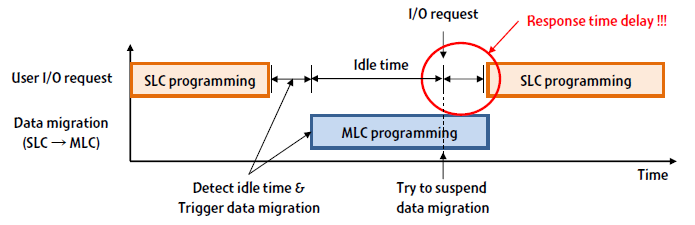 I/O request
Response time delay !!!
Idle time
User I/O request
SLC programming
SLC programming
Data migration
(SLC → MLC)
MLC programming
Time
Detect idle time &
Trigger data migration
Try to suspend
data migration